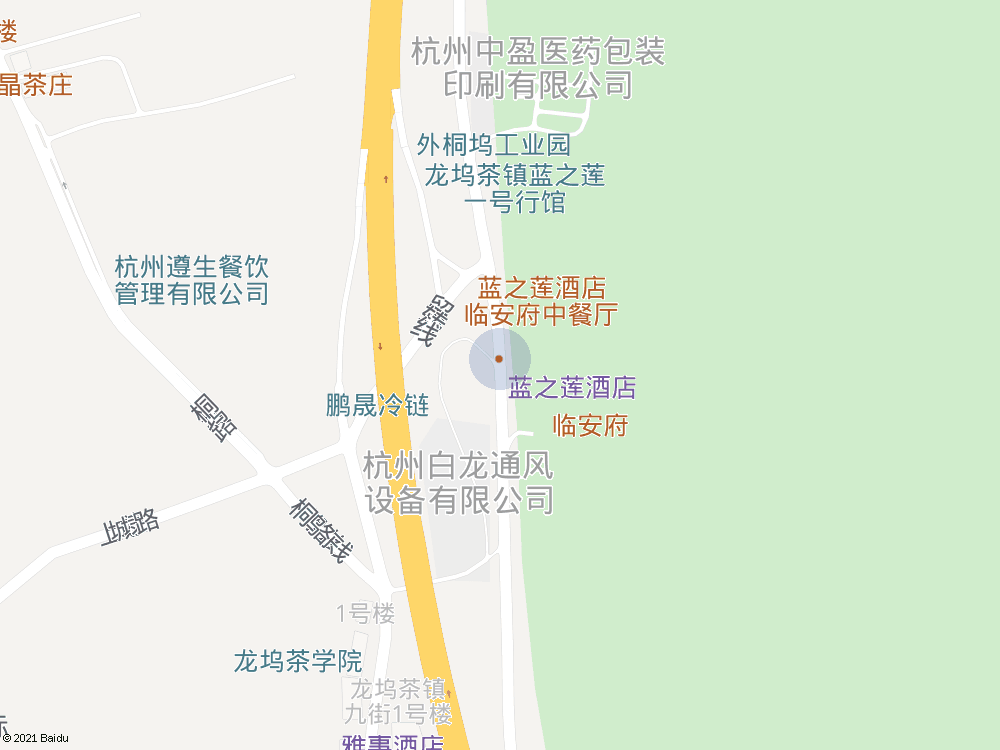 楼
晶茶庄
杭州中盈医药包装
印刷有限公司
外桐坞工业园
龙坞茶镇蓝之莲
一号行馆
杭州遵生餐饮
管理有限公司
蓝之莲酒店
临安府中餐厅
蓝之莲酒店
鹏晟冷链
临安府
杭州白龙通风
设备有限公司
1号楼
龙坞茶学院
龙坞茶镇
九街1号楼
雅事酒店
© 2021 Baidu